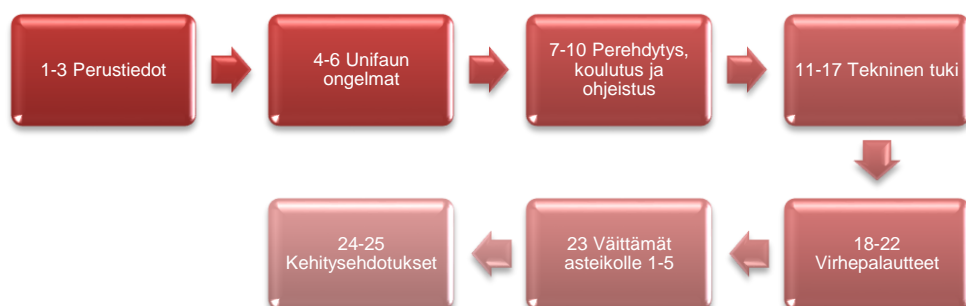 1-3 Perustiedot
4-6 Unifaun
ongelmat
7-10 Perehdytys,
koulutus ja
ohjeistus
11-17 Tekninen tuki
18-22
Virhepalautteet
23 Väittämät
asteikolle 1-5
24-25
Kehitysehdotukset